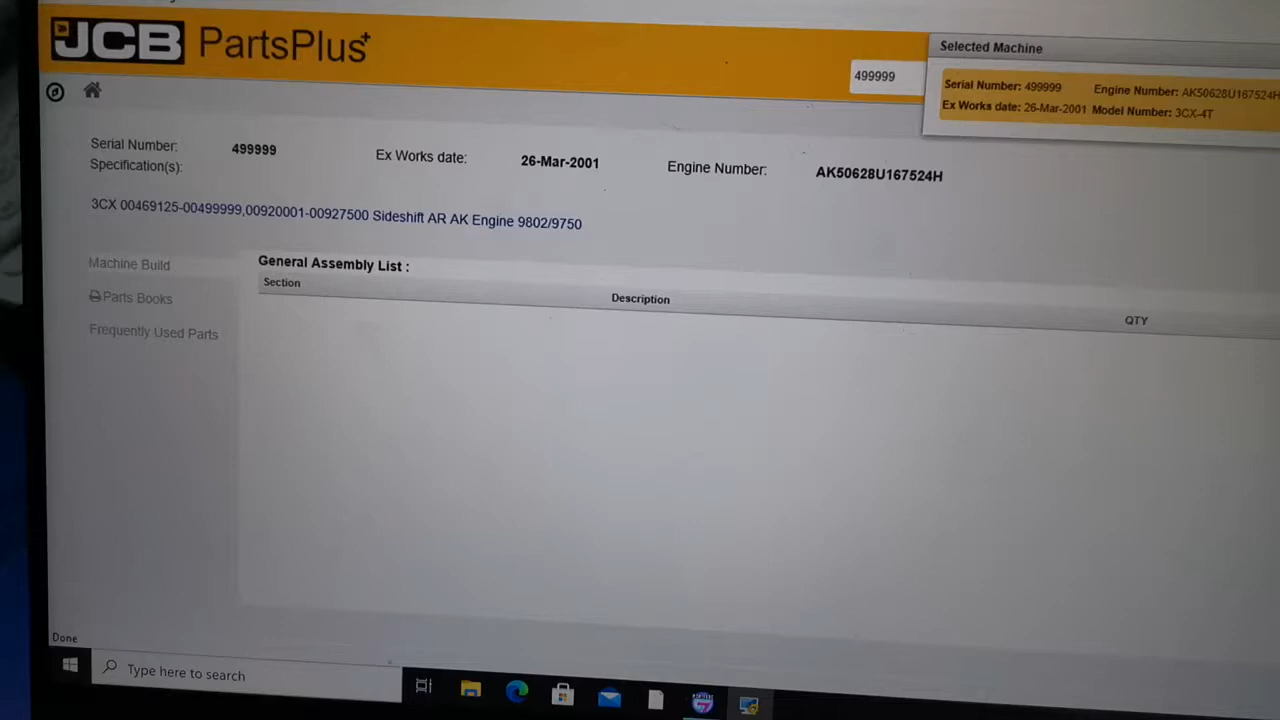 JCB PartsPlus+
499999
Selected Machine
Serial Number: 499999 Engine Number: AK50628U167524H
Ex Works date: 26-Mar-2001 Model Number: 3CX-4T
Serial Number: 499999 Ex Works date: 26-Mar-2001 Engine Number: AK50628U167524H
Specification(s):
3CX 00469125-00499999,00920001-00927500 Sideshift AR AK Engine 9802/9750
Machine Build
Parts Books
Frequently Used Parts
General Assembly List :
Section Description QTY
Done
Type here to search